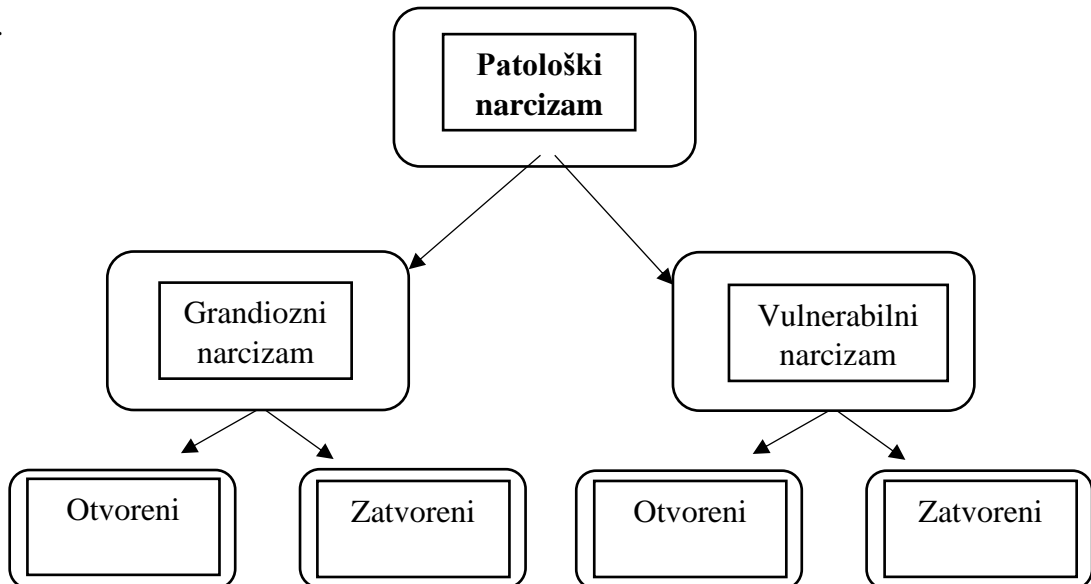 Patološki
narcizam
Grandiozni
narcizam
Vulnerabilni
narcizam
Otvoreni
Zatvoreni
Otvoreni
Zatvoreni